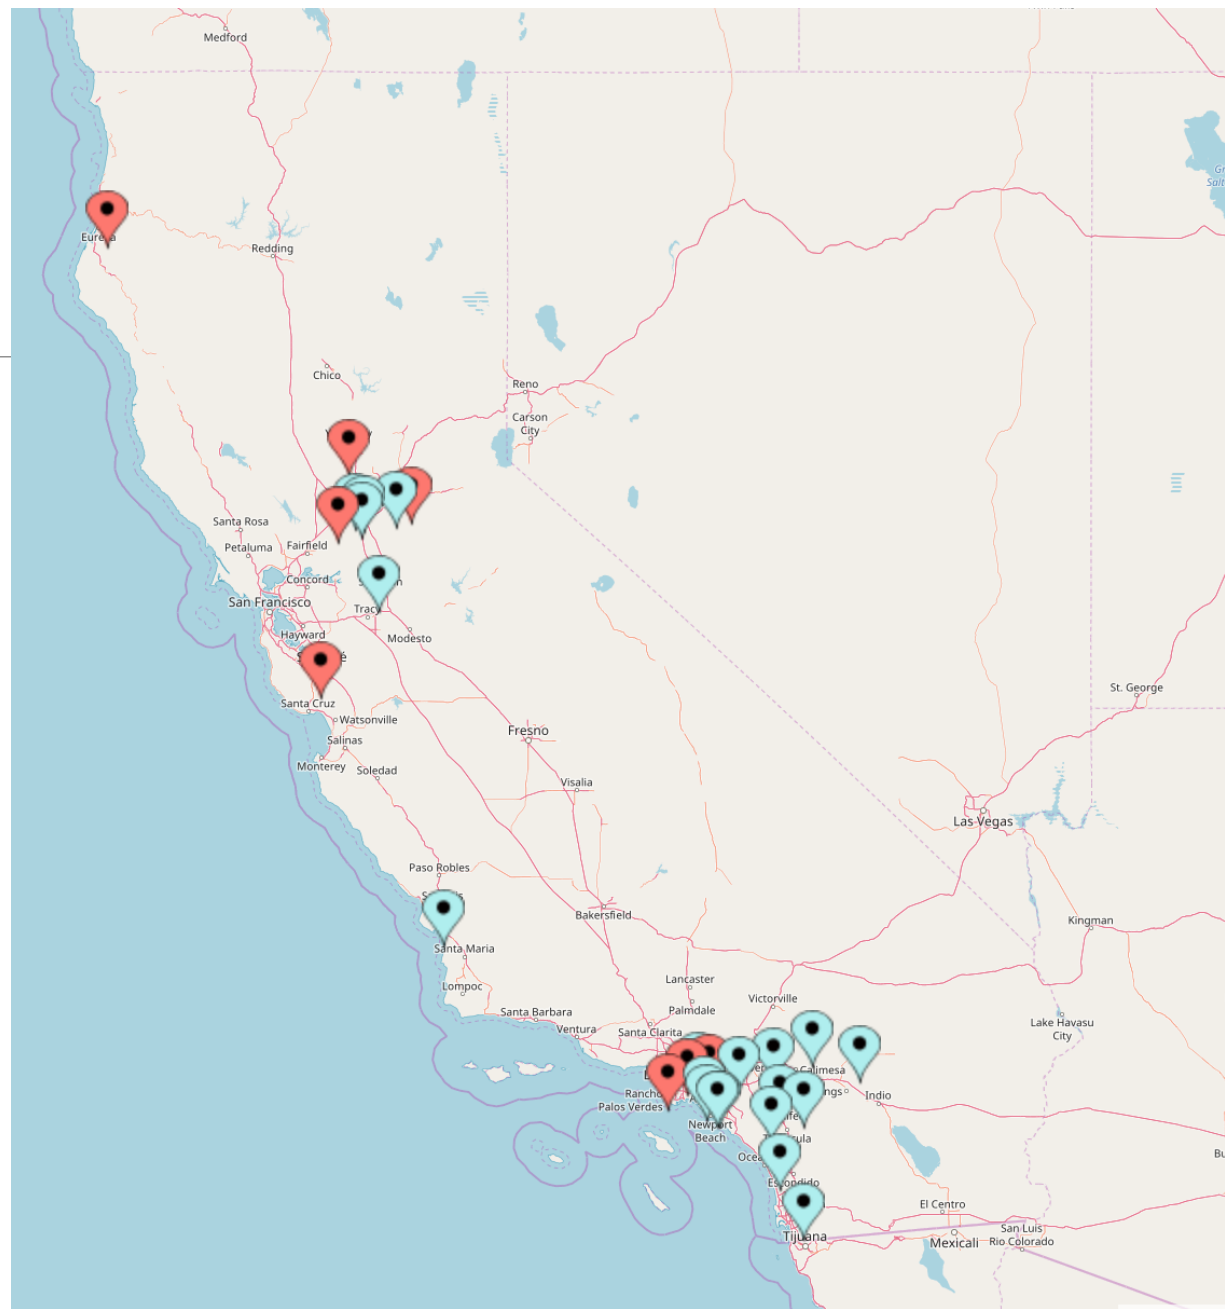 Medford
Eureka
Redding
Chico
Reno
Carson
City
Santa Rosa
Petaluma
Fairfield
Concord
San Francisco
Tracy
Hayward
Modesto
Santa Cruz
Watsonville
Salinas
Monterey
Soledad
Fresno
Visalia
St. George
Las Vegas
Paso Robles
Bakersfield
Kingman
Santa Maria
Lompoc
Lancaster
Palmdale
Victorville
Santa Barbara
Ventura
Santa Clarita
Lake Havasu
City
Calimesa
Indio
Palos Verdes
Newport
Beach
Escondido
El Centro
Tijuana
Mexicali
San Luis
Rio Colorado